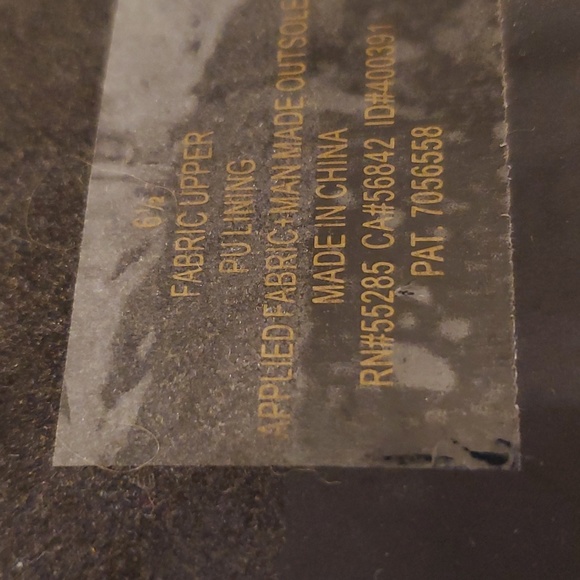 6½
FABRIC UPPER
PU LINING
APPLIED FABRIC+MAN MADE OUTSOLE
MADE IN CHINA
RN#55285 CA#56842 ID#400391
PAT. 7056558